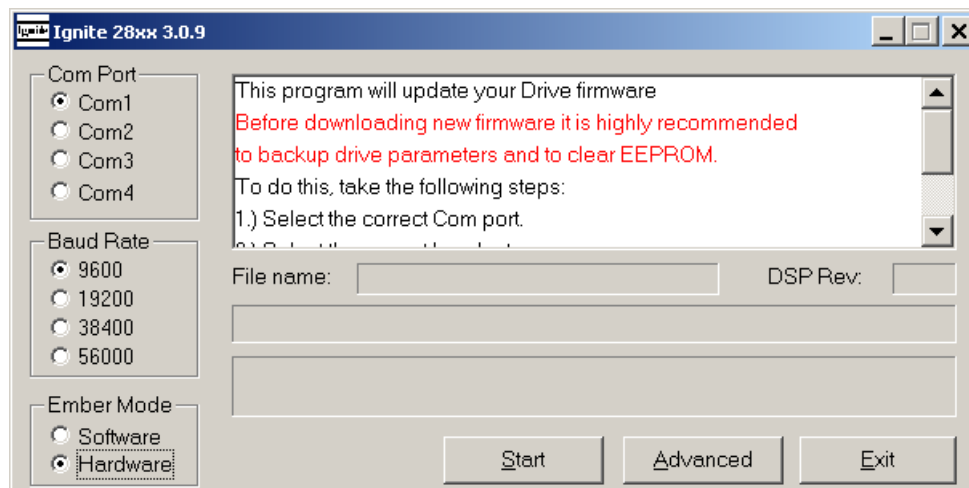 Ignite 28xx 3.0.9
Com Port
Com1
Com2
Com3
Com4
Baud Rate
9600
19200
38400
56000
Ember Mode
Software
Hardware
This program will update your Drive firmware
Before downloading new firmware it is highly recommended
to backup drive parameters and to clear EEPROM.
To do this, take the following steps:
1.) Select the correct Com port.
File name:
DSP Rev:
Start
Advanced
Exit